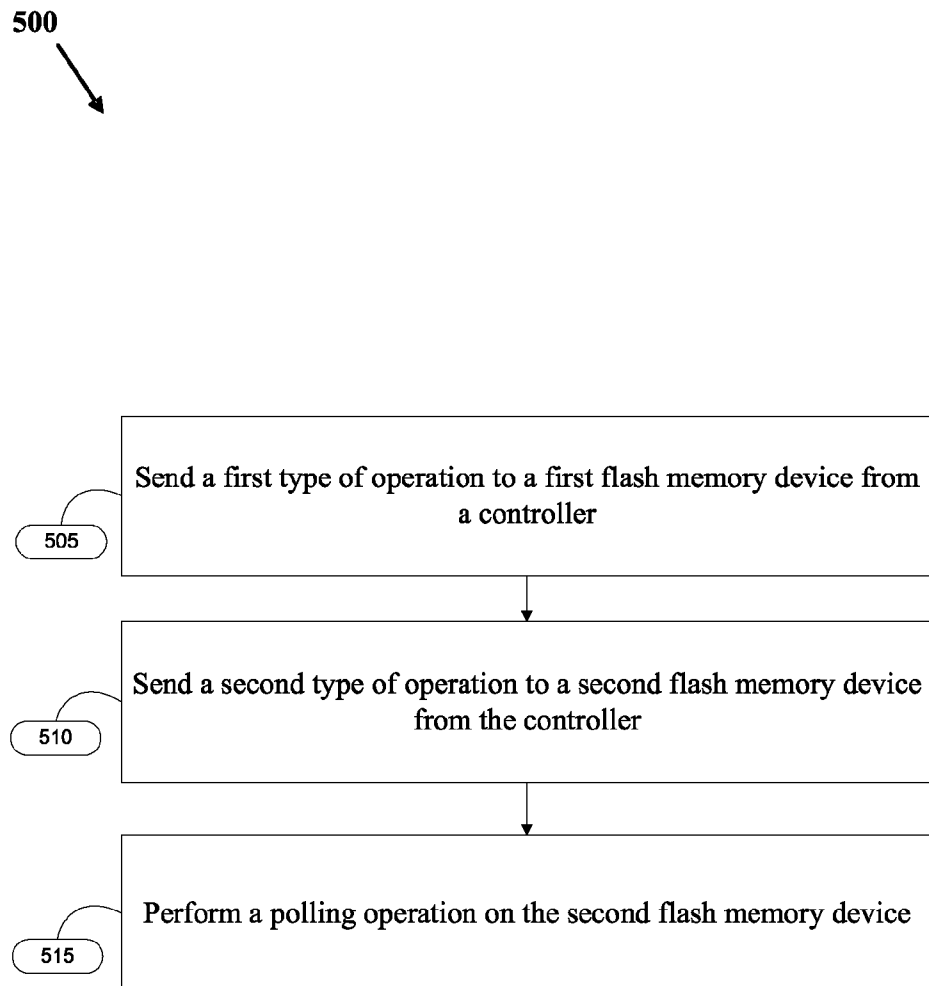 500
Send a first type of operation to a first flash memory device from
a controller
505
Send a second type of operation to a second flash memory device
from the controller
510
Perform a polling operation on the second flash memory device
515